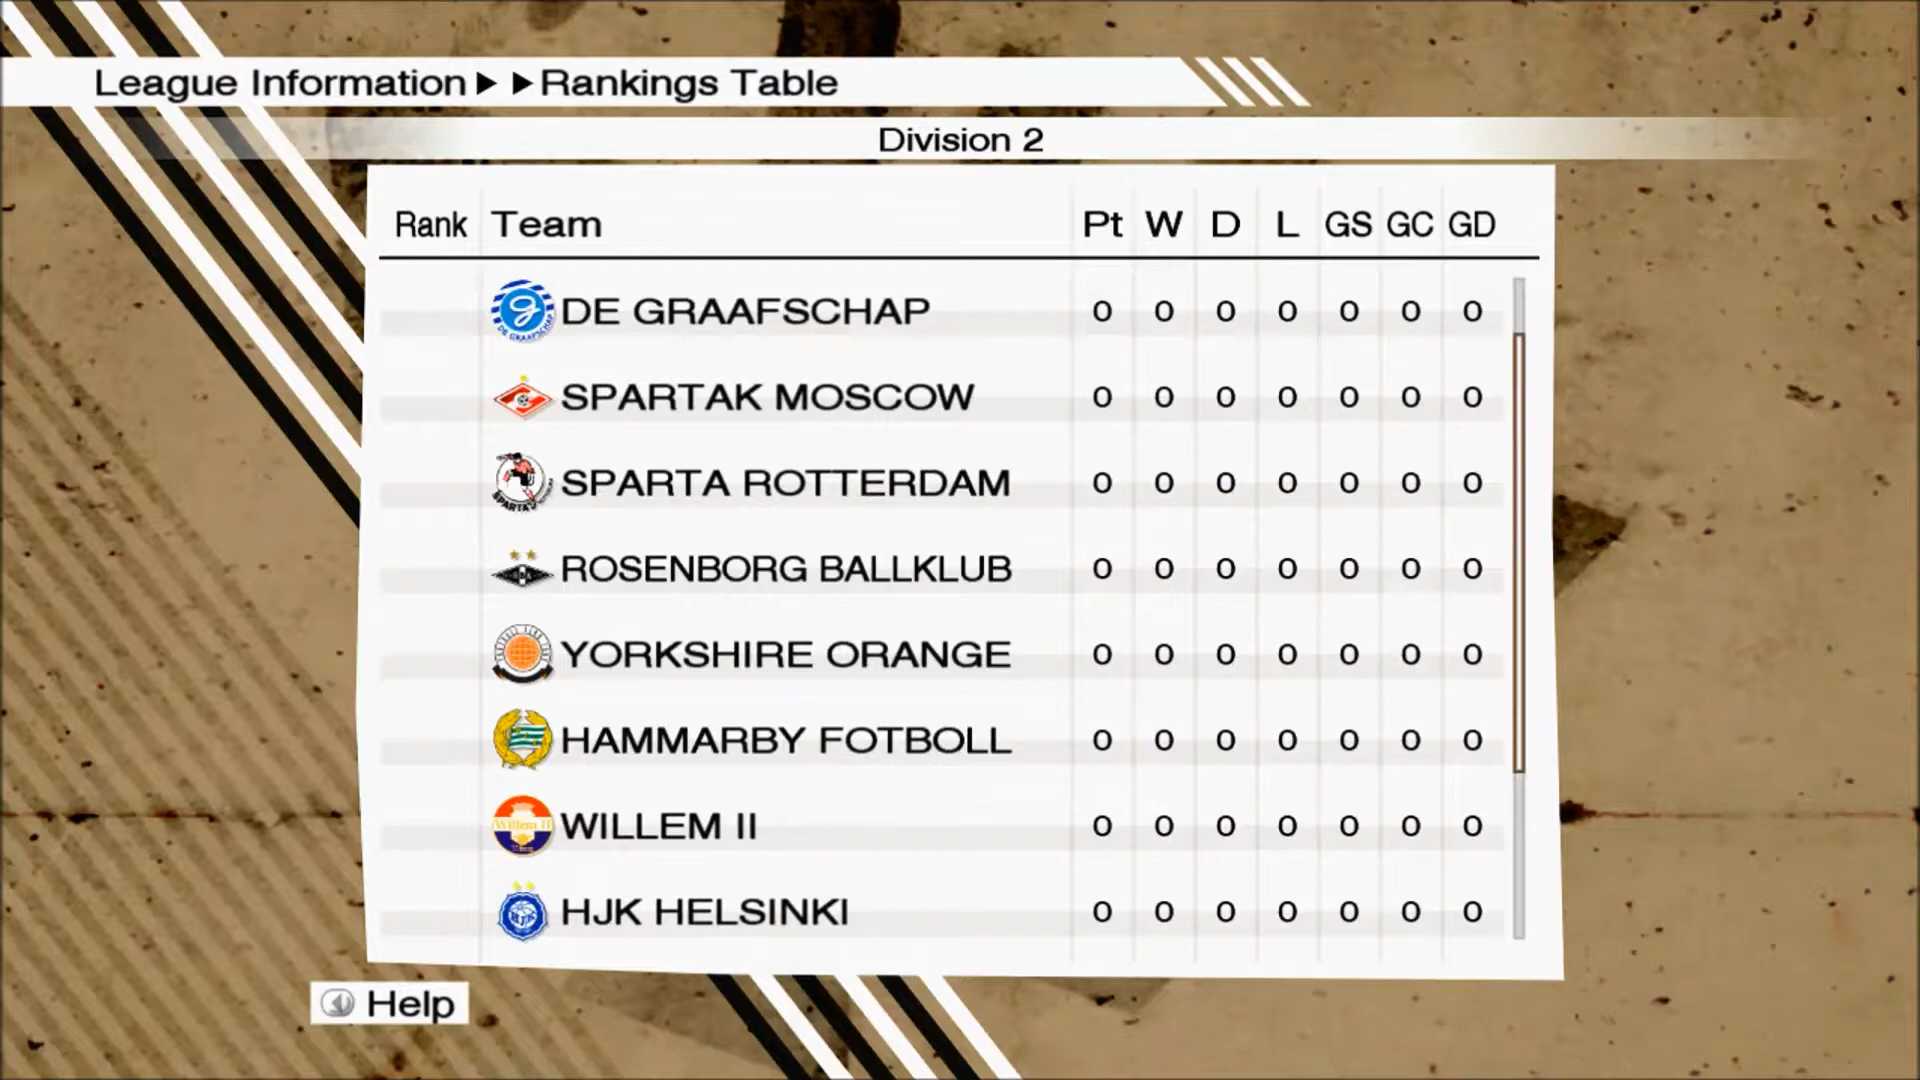 League Information ▶ ▶ Rankings Table
Division 2
Rank Team Pt W D L GS GC GD
DE GRAAFSCHAP 0 0 0 0 0 0 0
SPARTAK MOSCOW 0 0 0 0 0 0 0
SPARTA ROTTERDAM 0 0 0 0 0 0 0
ROSENBORG BALLKLUB 0 0 0 0 0 0 0
YORKSHIRE ORANGE 0 0 0 0 0 0 0
HAMMARBY FOTBOLL 0 0 0 0 0 0 0
WILLEM II 0 0 0 0 0 0 0
HJK HELSINKI 0 0 0 0 0 0 0
Help